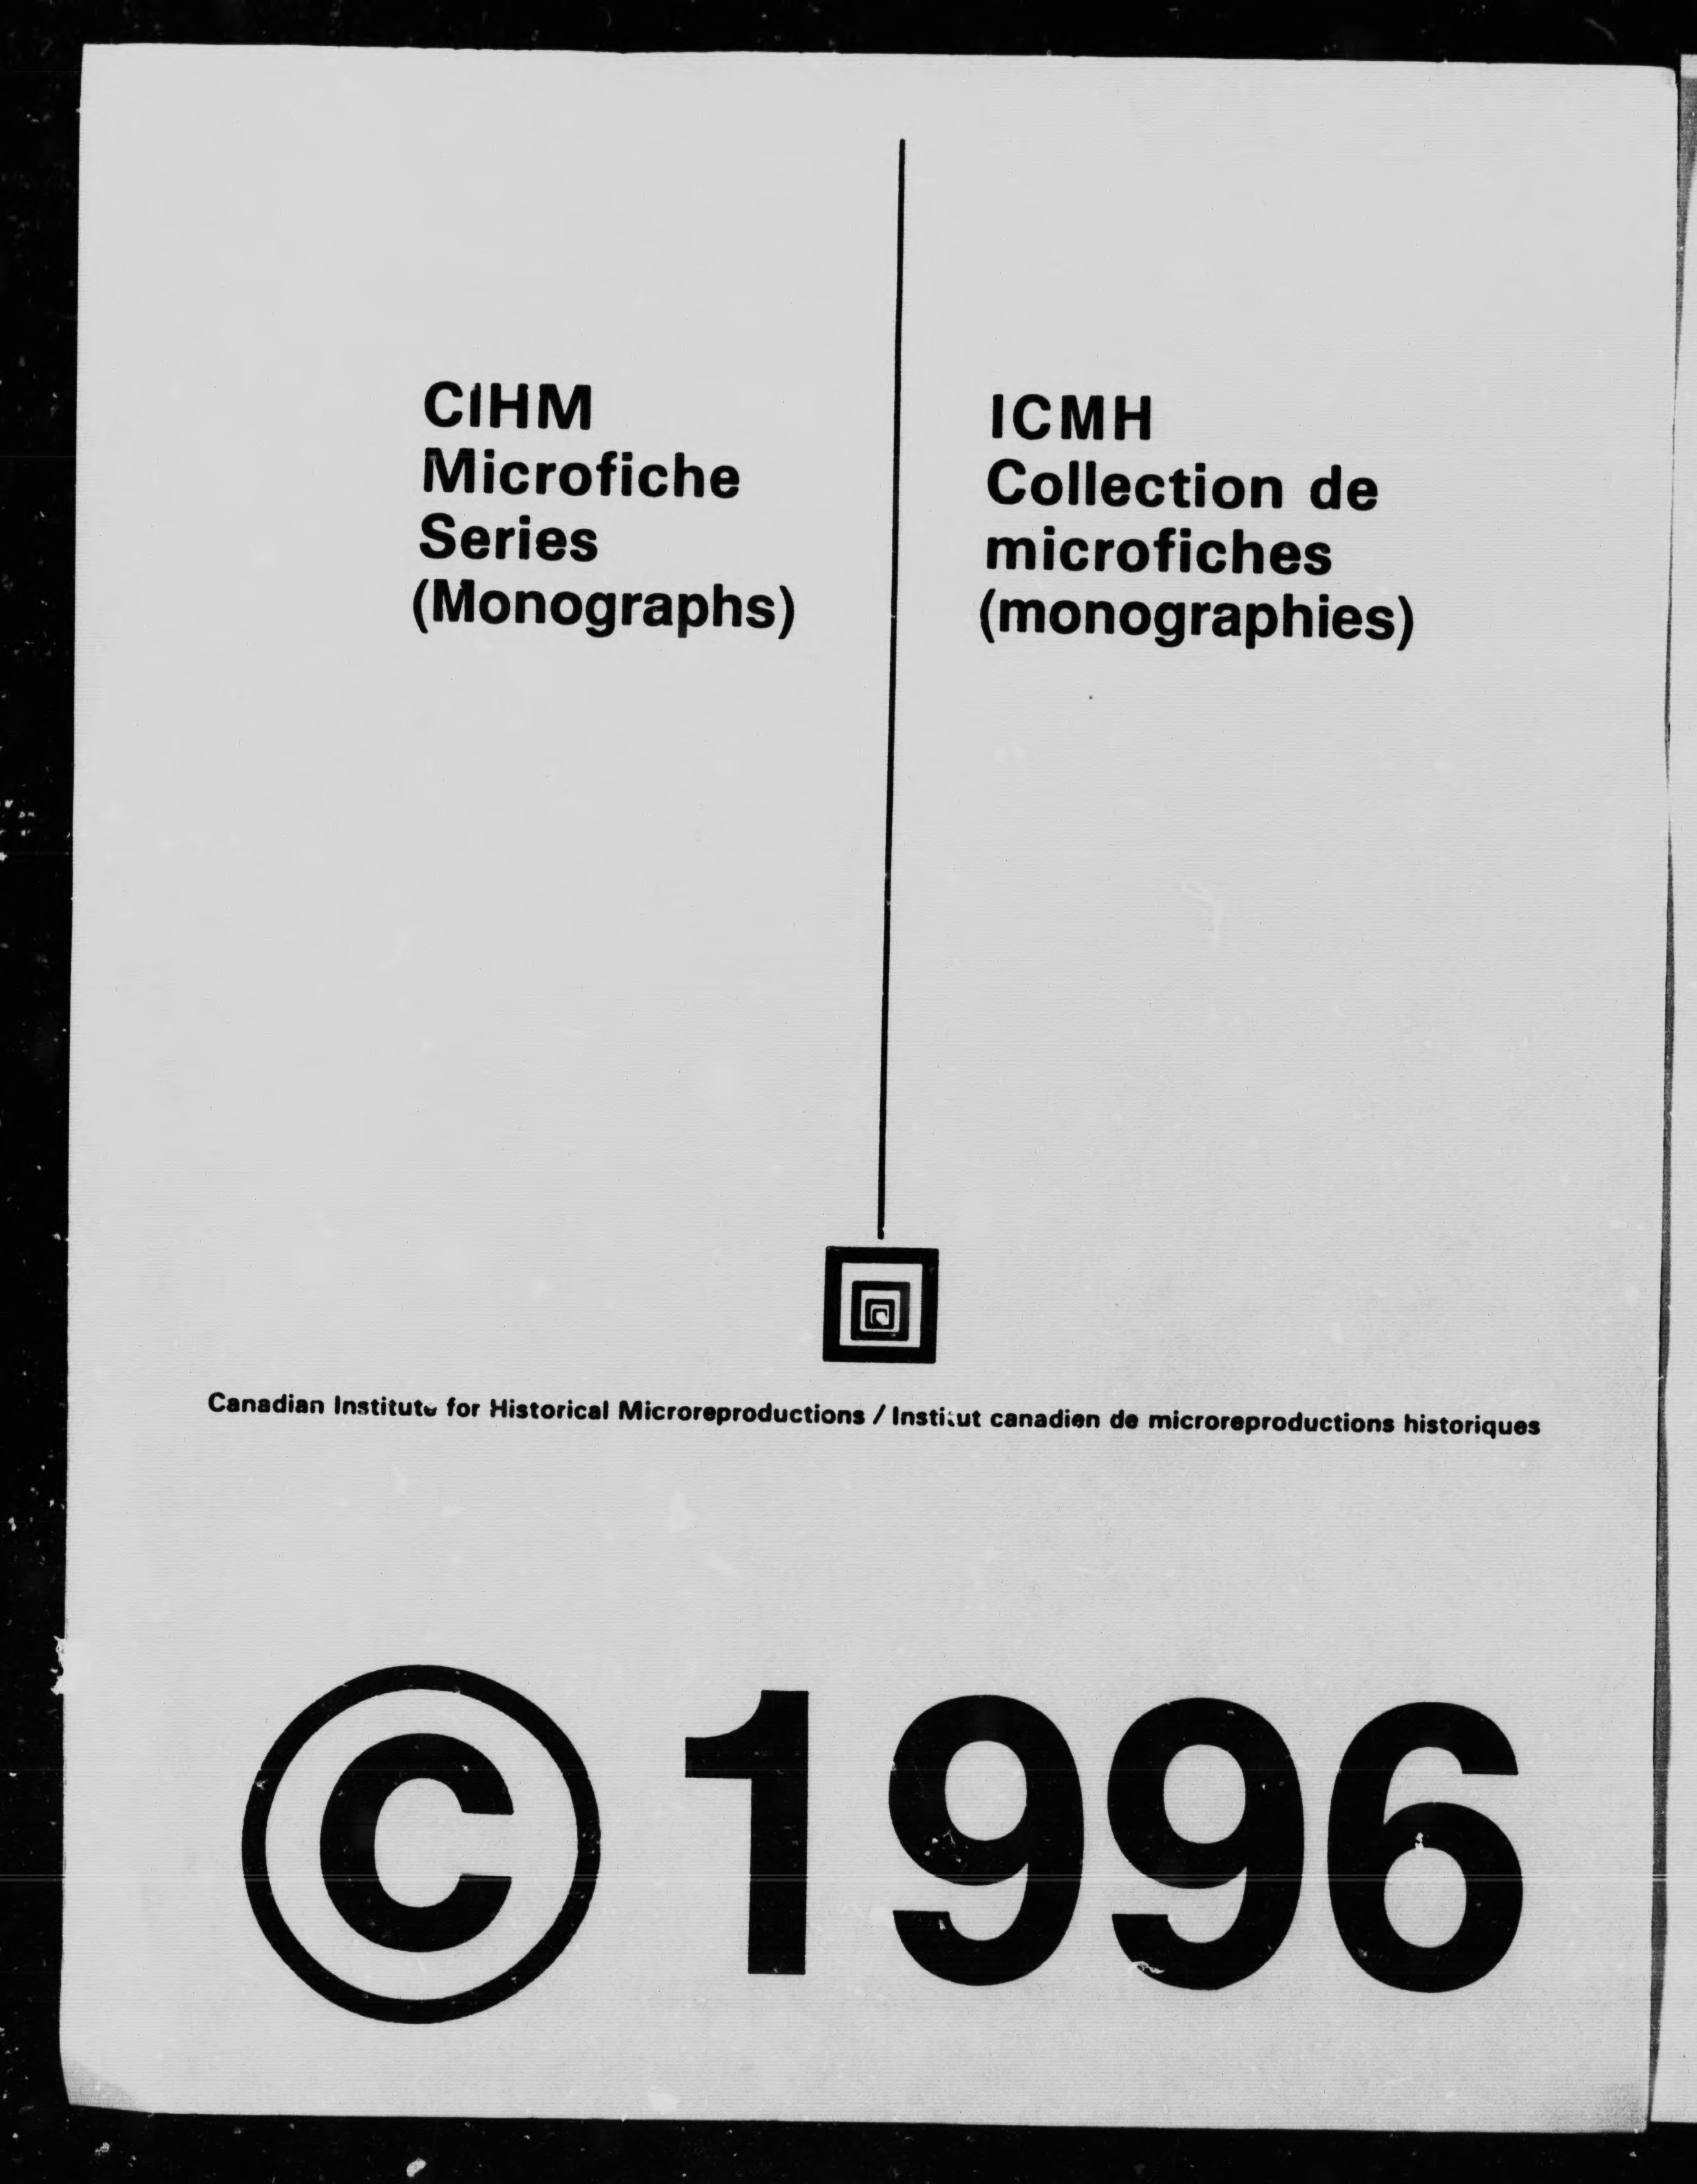 CIHM
Microfiche
Series
(Monographs)
ICMH
Collection de
microfiches
(monographies)
Canadian Institute for Historical Microreproductions / Institut canadien de microreproductions historiques
© 1996